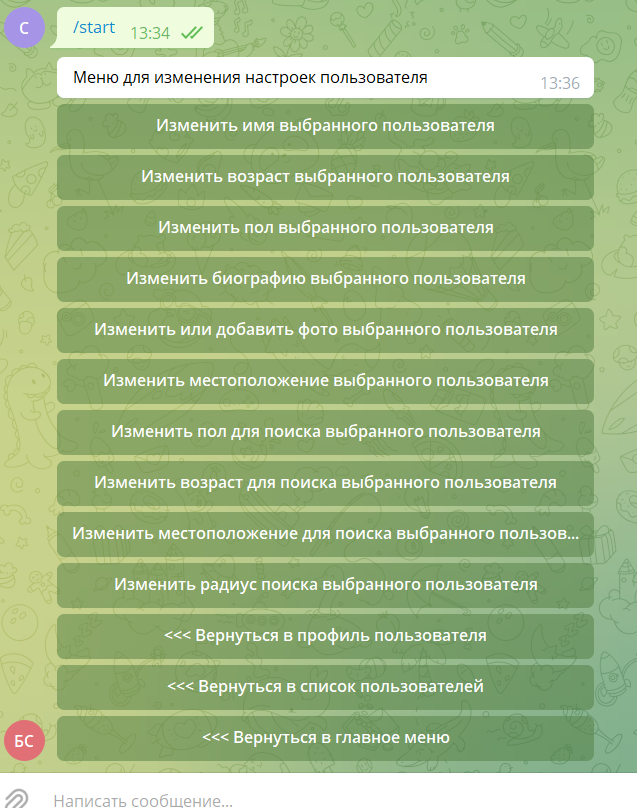 С
/start
13:34
Меню для изменения настроек пользователя
13:36
Изменить имя выбранного пользователя
Изменить возраст выбранного пользователя
Изменить пол выбранного пользователя
Изменить биографию выбранного пользователя
Изменить или добавить фото выбранного пользователя
Изменить местоположение выбранного пользователя
Изменить пол для поиска выбранного пользователя
Изменить возраст для поиска выбранного пользователя
Изменить местоположение для поиска выбранного пользов...
Изменить радиус поиска выбранного пользователя
<<< Вернуться в профиль пользователя
<<< Вернуться в список пользователей
<<< Вернуться в главное меню
БС
Написать сообщение...